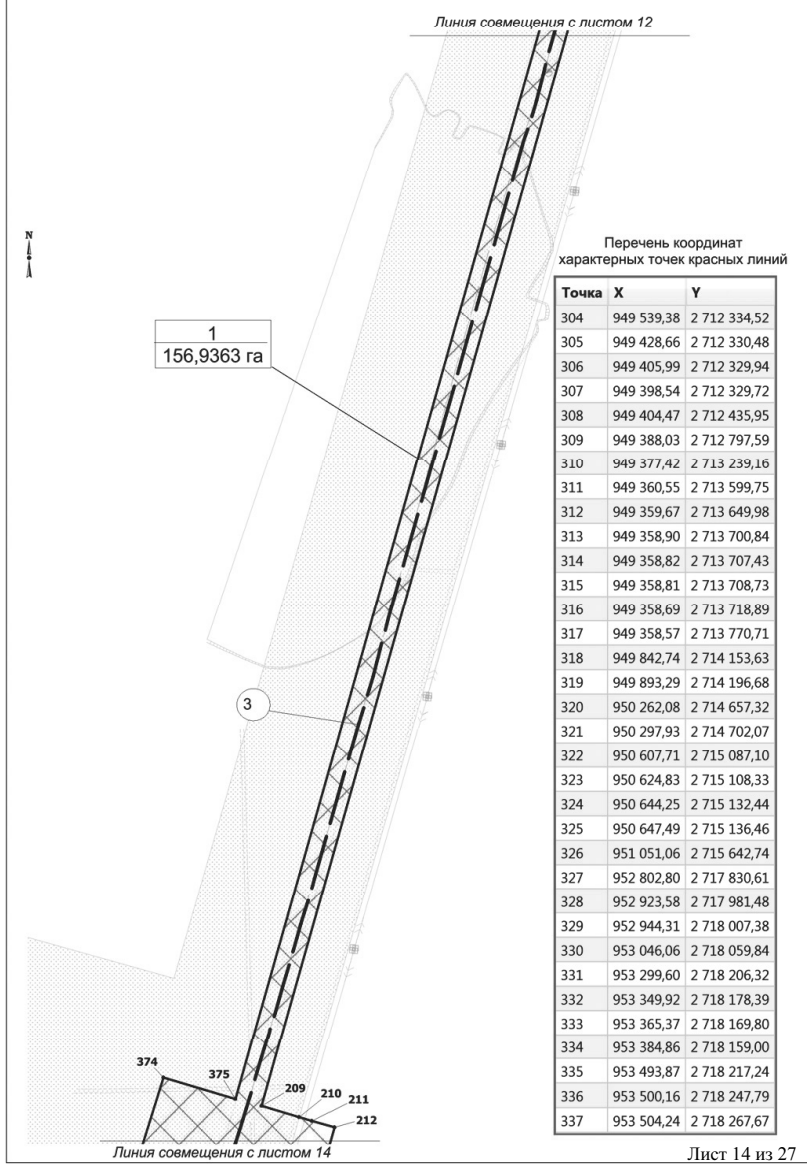 Линия совмещения с листом 12
N
Перечень координат
характерных точек красных линий
1
156,9363 га
Точка X Y
304 949 539,38 2 712 334,52
305 949 428,66 2 712 330,48
306 949 405,99 2 712 329,94
307 949 398,54 2 712 329,72
308 949 404,47 2 712 435,95
309 949 388,03 2 712 797,59
310 949 377,42 2 713 239,16
311 949 360,55 2 713 599,75
312 949 359,67 2 713 649,98
313 949 358,90 2 713 700,84
314 949 358,82 2 713 707,43
315 949 358,81 2 713 708,73
316 949 358,69 2 713 718,89
317 949 358,57 2 713 770,71
318 949 842,74 2 714 153,63
319 949 893,29 2 714 196,68
320 950 262,08 2 714 657,32
321 950 297,93 2 714 702,07
322 950 607,71 2 715 087,10
323 950 624,83 2 715 108,33
324 950 644,25 2 715 132,44
325 950 647,49 2 715 136,46
326 951 051,06 2 715 642,74
327 952 802,80 2 717 830,61
328 952 923,58 2 717 981,48
329 952 944,31 2 718 007,38
330 953 046,06 2 718 059,84
331 953 299,60 2 718 206,32
332 953 349,92 2 718 178,39
333 953 365,37 2 718 169,80
334 953 384,86 2 718 159,00
335 953 493,87 2 718 217,24
336 953 500,16 2 718 247,79
337 953 504,24 2 718 267,67
3
374
375
209
210
211
212
Линия совмещения с листом 14
Лист 14 из 27